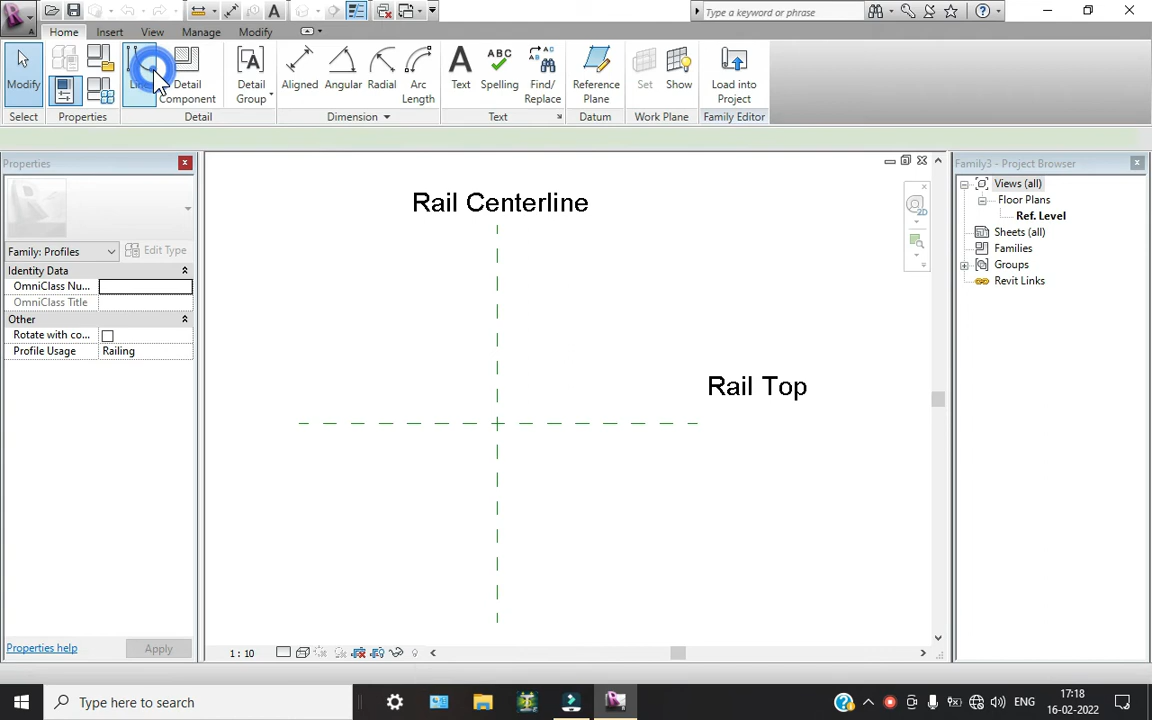 Type a keyword or phrase
Home Insert View Manage Modify
Modify
Detail Component
Detail Group
Aligned Angular Radial Arc Length
Text Spelling Find/ Replace
Reference Plane
Set Show
Load into Project
Select Properties Detail Dimension Text Datum Work Plane Family Editor
Properties
Family: Profiles Edit Type
Identity Data
OmniClass Nu...
OmniClass Title
Other
Rotate with co...
Profile Usage Railing
Properties help Apply
Rail Centerline
Rail Top
1 : 10
Family3 - Project Browser
Views (all)
Floor Plans
Ref. Level
Sheets (all)
Families
Groups
Revit Links
Type here to search
ENG
17:18
16-02-2022